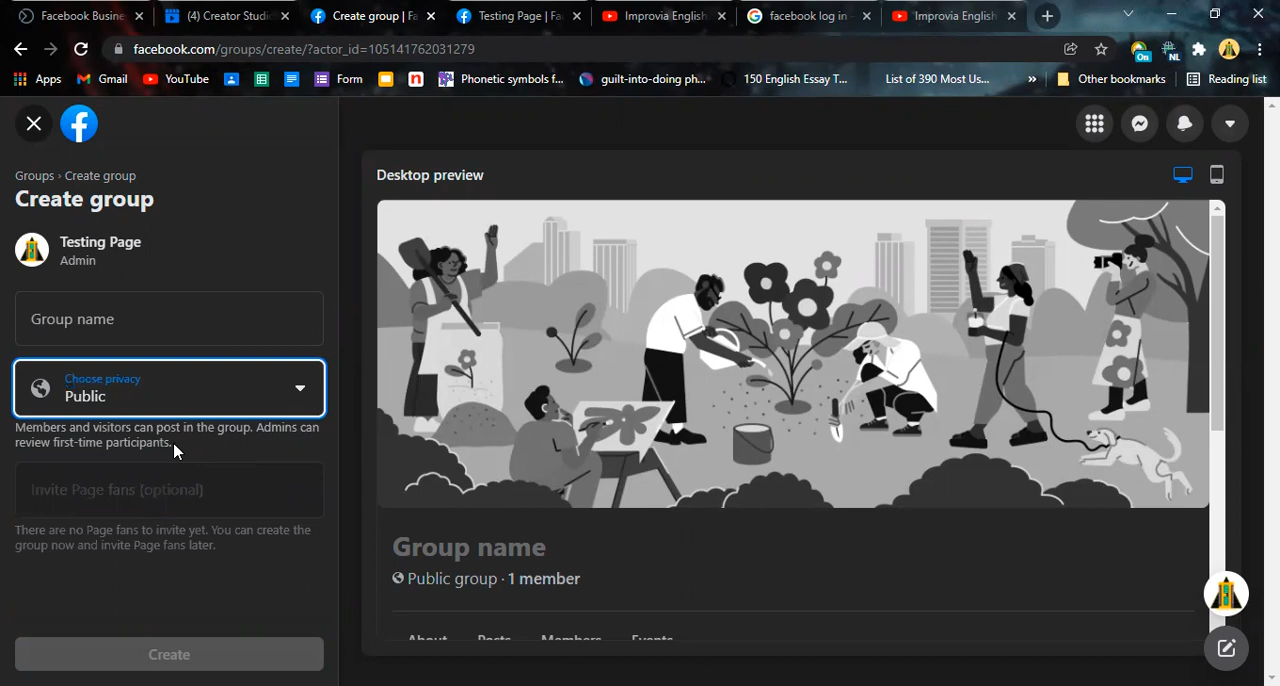 Facebook Busine
(4) Creator Studi
Create group | Fa
Testing Page | Fa
Improvia English
facebook log in -
Improvia English
facebook.com/groups/create/?actor_id=105141762031279
On
NL
Apps
Gmail
YouTube
Form
Phonetic symbols f...
guilt-into-doing ph...
150 English Essay T...
List of 390 Most Us...
»
Other bookmarks
Reading list
Groups › Create group
Create group
Testing Page
Admin
Group name
Choose privacy
Public
Members and visitors can post in the group. Admins can
review first-time participants.
Invite Page fans (optional)
There are no Page fans to invite yet. You can create the
group now and invite Page fans later.
Create
Desktop preview
Group name
Public group · 1 member
About Posts Members Events